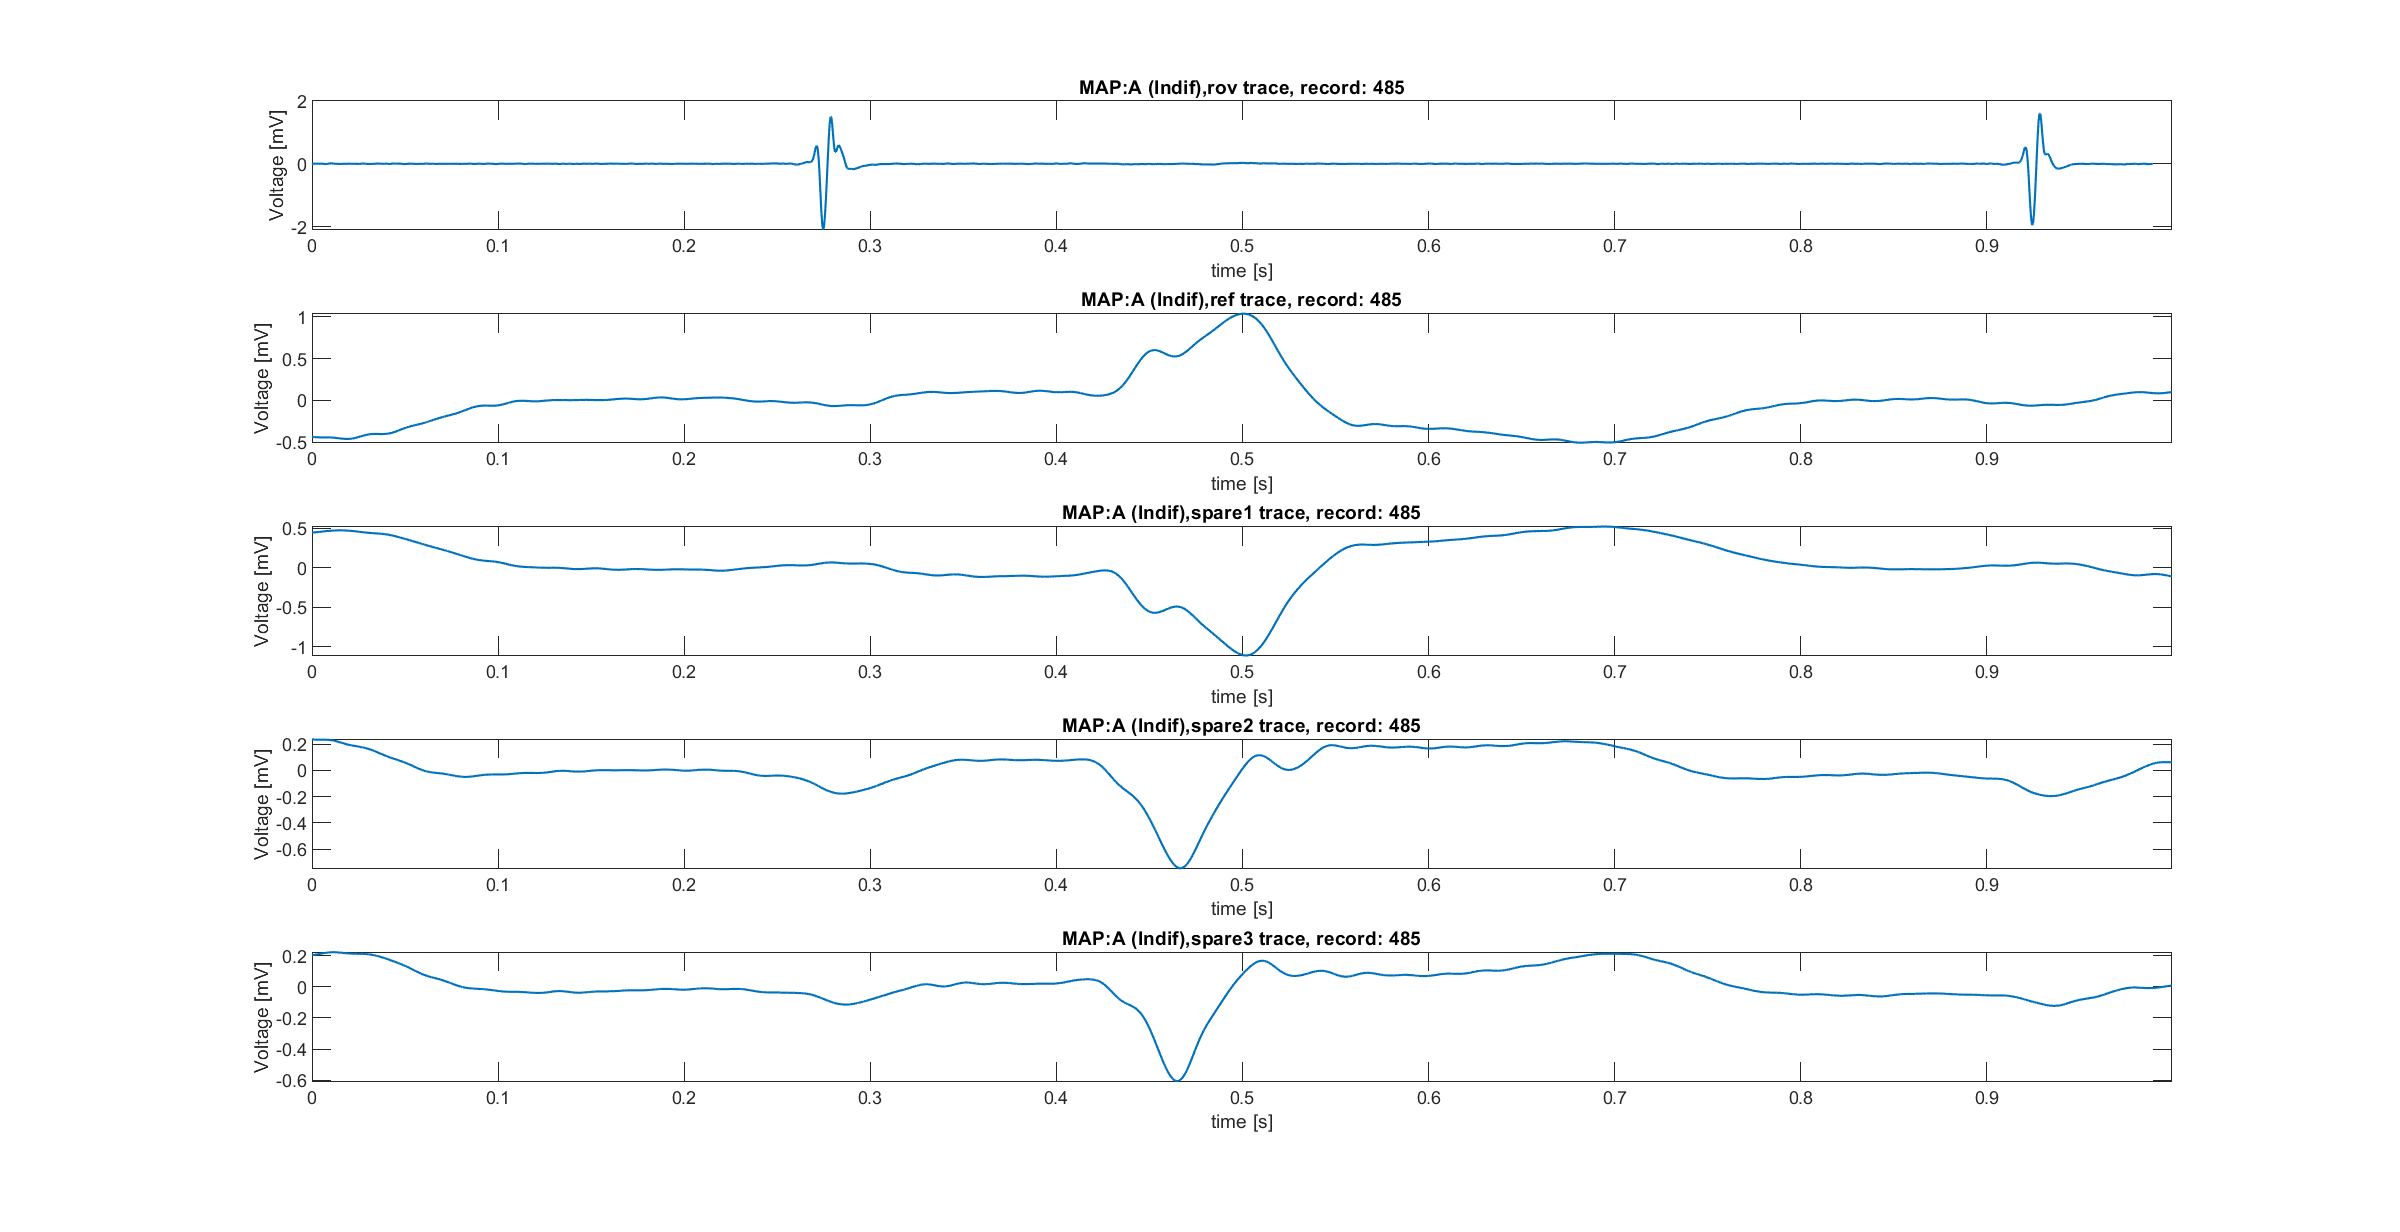 MAP:A (Indif),rov trace, record: 485
Voltage [mV]
2
0
-2
0 0.1 0.2 0.3 0.4 0.5 0.6 0.7 0.8 0.9
time [s]
MAP:A (Indif),ref trace, record: 485
Voltage [mV]
1
0.5
0
-0.5
0 0.1 0.2 0.3 0.4 0.5 0.6 0.7 0.8 0.9
time [s]
MAP:A (Indif),spare1 trace, record: 485
Voltage [mV]
0.5
0
-0.5
-1
0 0.1 0.2 0.3 0.4 0.5 0.6 0.7 0.8 0.9
time [s]
MAP:A (Indif),spare2 trace, record: 485
Voltage [mV]
0.2
0
-0.2
-0.4
-0.6
0 0.1 0.2 0.3 0.4 0.5 0.6 0.7 0.8 0.9
time [s]
MAP:A (Indif),spare3 trace, record: 485
Voltage [mV]
0.2
0
-0.2
-0.4
-0.6
0 0.1 0.2 0.3 0.4 0.5 0.6 0.7 0.8 0.9
time [s]